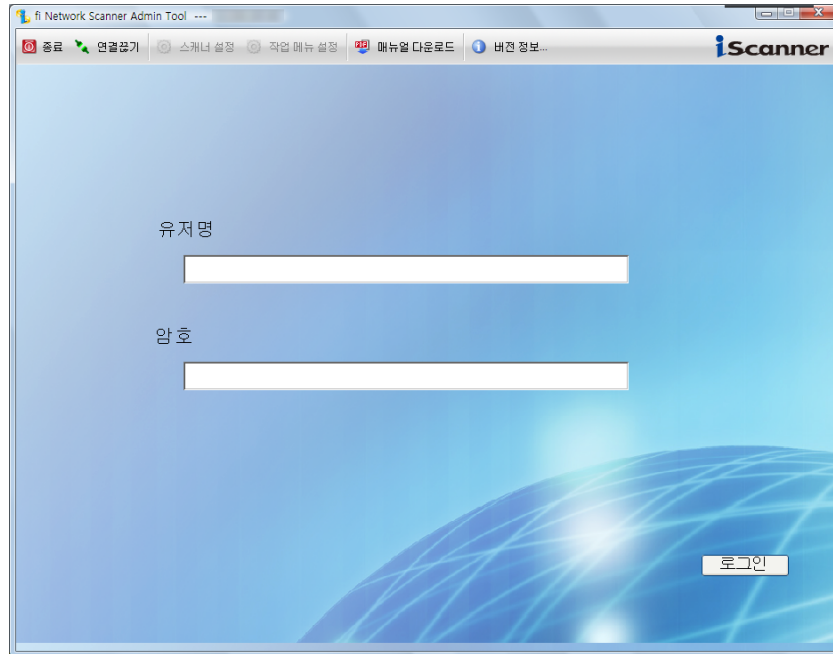 fi Network Scanner Admin Tool ---
종료 연결끊기 스캐너 설정 작업 메뉴 설정 매뉴얼 다운로드 버전 정보... iScanner
유저명
암호
로그인